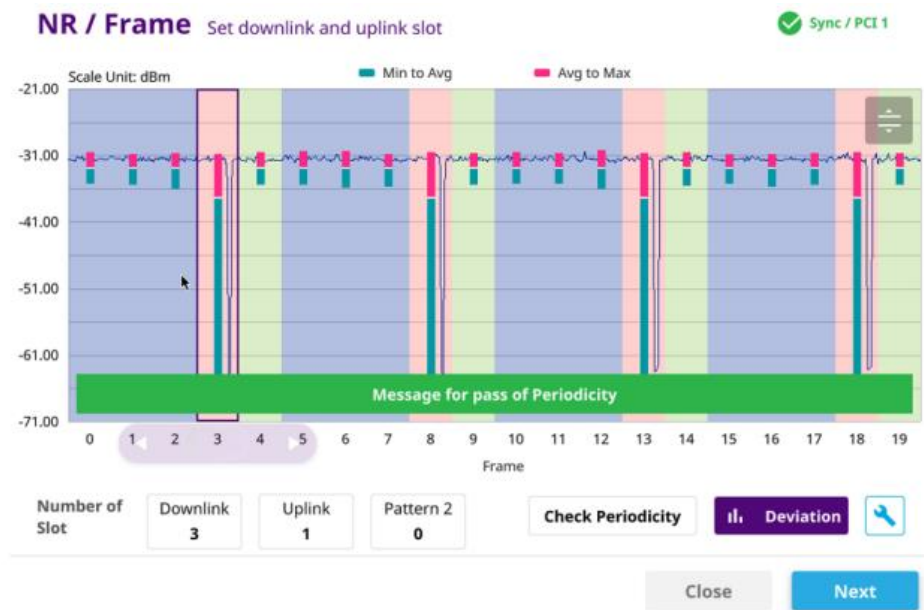 NR / Frame Set downlink and uplink slot
Sync / PCI 1
Scale Unit: dBm
Min to Avg
Avg to Max
-21.00
-31.00
-41.00
-51.00
-61.00
-71.00
Message for pass of Periodicity
0 1 2 3 4 5 6 7 8 9 10 11 12 13 14 15 16 17 18 19
Frame
Number of
Slot
Downlink
3
Uplink
1
Pattern 2
0
Check Periodicity
Deviation
Close
Next